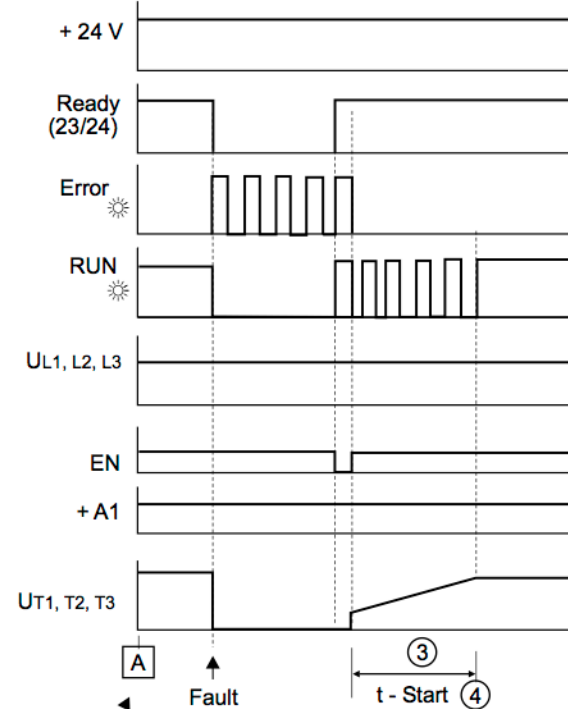 + 24 V
Ready
(23/24)
Error
RUN
UL1, L2, L3
EN
+ A1
UT1, T2, T3
A
3
Fault
t - Start 4